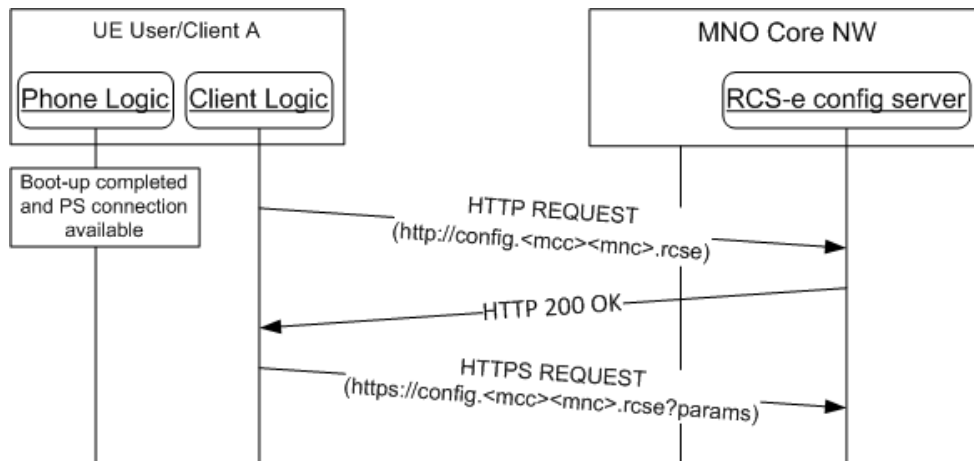 UE User/Client A
MNO Core NW
Phone Logic
Client Logic
RCS-e config server
Boot-up completed
and PS connection
available
HTTP REQUEST
(http://config.<mcc><mnc>.rcse)
HTTP 200 OK
HTTPS REQUEST
(https://config.<mcc><mnc>.rcse?params)